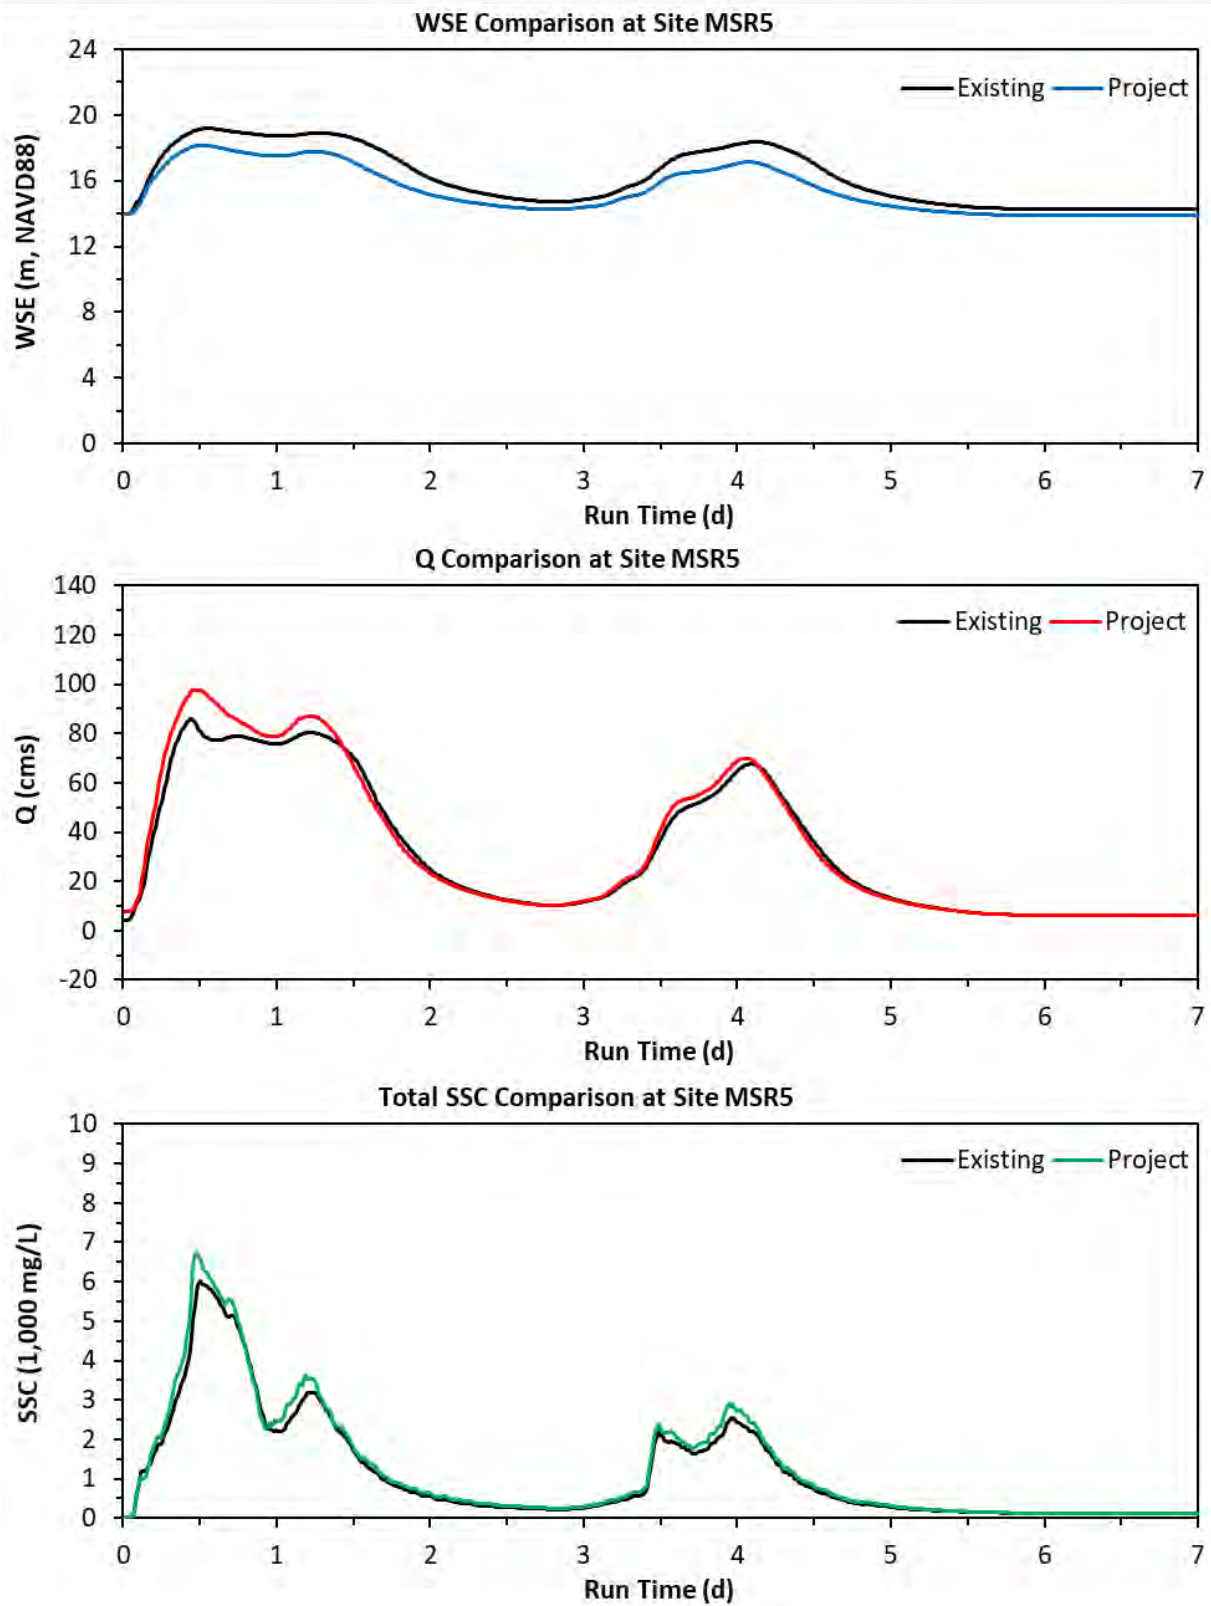 WSE Comparison at Site MSR5
24
20
16
12
8
4
0
WSE (m, NAVD88)
Existing Project
0 1 2 3 4 5 6 7
Run Time (d)
Q Comparison at Site MSR5
140
120
100
80
60
40
20
0
-20
Q (cms)
Existing Project
0 1 2 3 4 5 6 7
Run Time (d)
Total SSC Comparison at Site MSR5
10
9
8
7
6
5
4
3
2
1
0
SSC (1,000 mg/L)
Existing Project
0 1 2 3 4 5 6 7
Run Time (d)